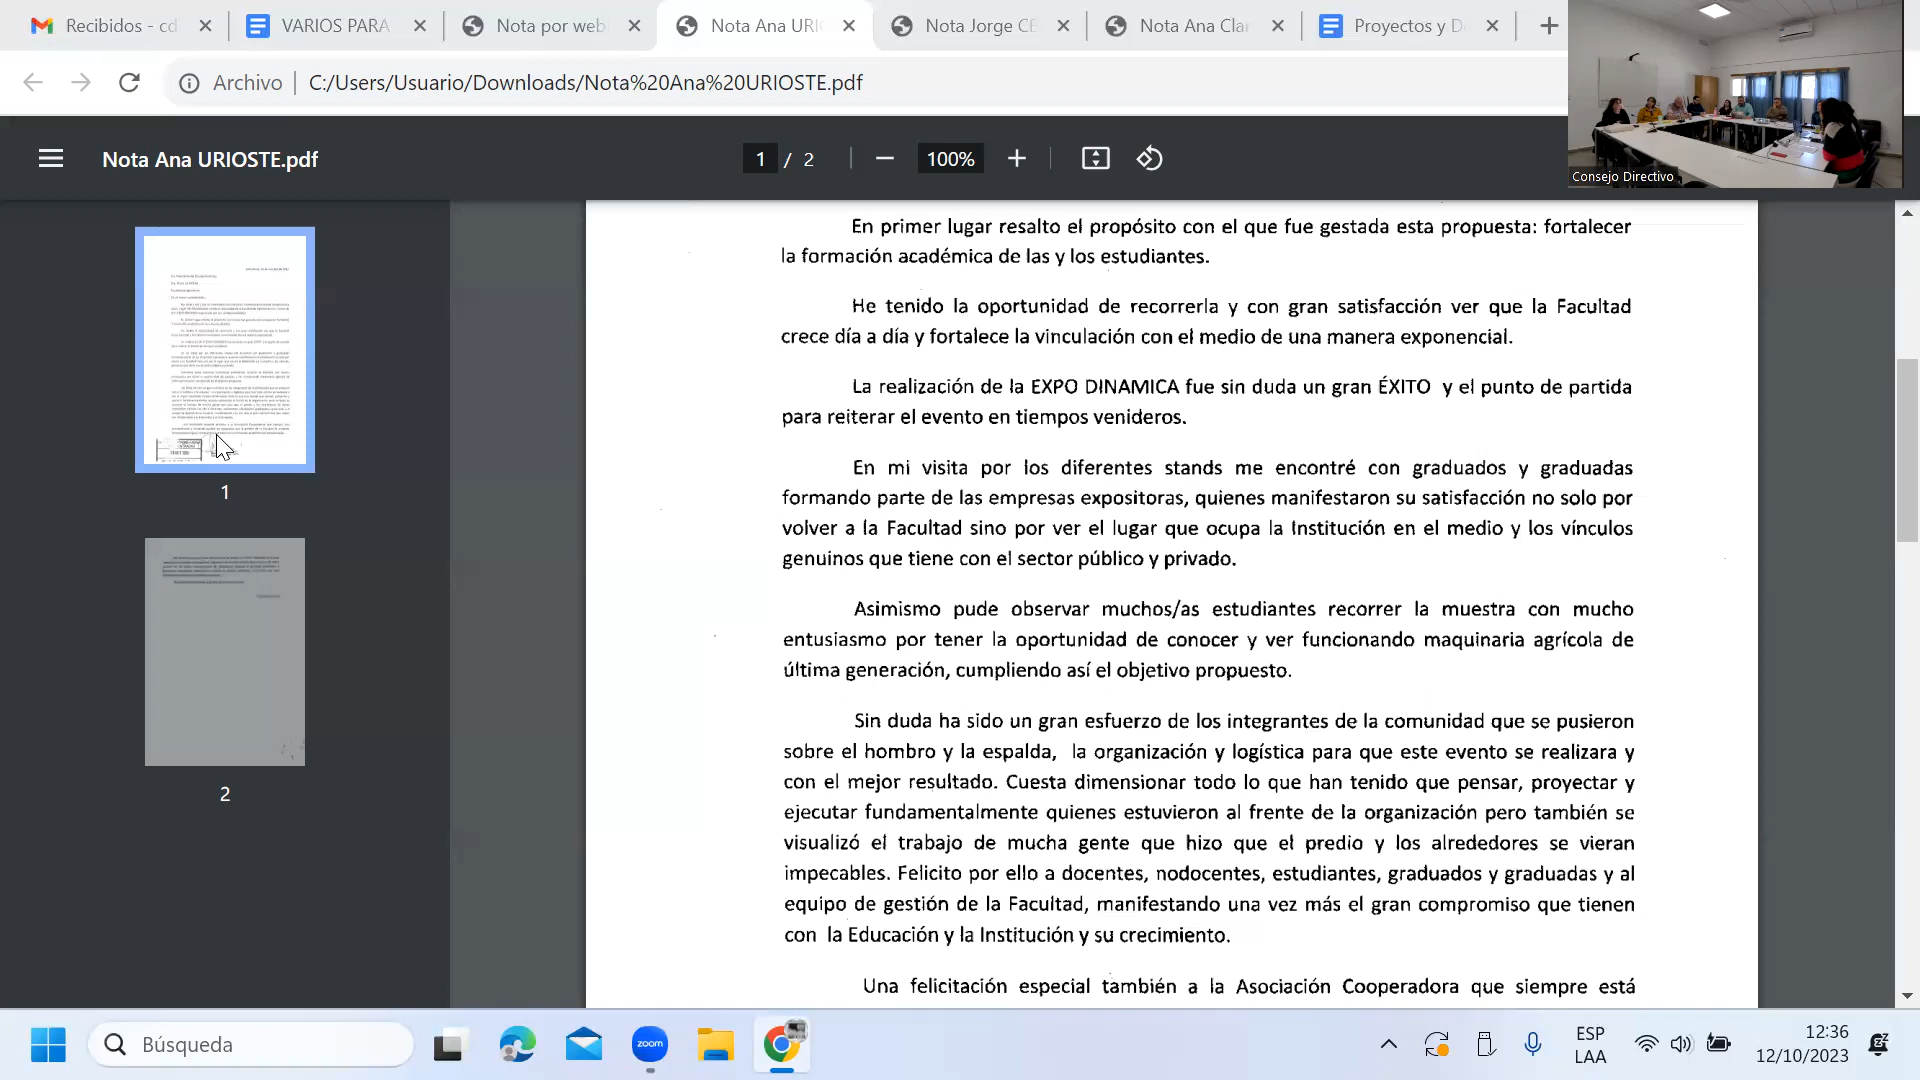 Recibidos - cd
VARIOS PARA
Nota por web
Nota Ana URIO
Nota Jorge CE
Nota Ana Clar
Proyectos y D
Archivo
C:/Users/Usuario/Downloads/Nota%20Ana%20URIOSTE.pdf
Nota Ana URIOSTE.pdf
1 / 2
100%
Consejo Directivo
1
2
En primer lugar resalto el propósito con el que fue gestada esta propuesta: fortalecer
la formación académica de las y los estudiantes.
He tenido la oportunidad de recorrerla y con gran satisfacción ver que la Facultad
crece día a día y fortalece la vinculación con el medio de una manera exponencial.
La realización de la EXPO DINAMICA fue sin duda un gran ÉXITO y el punto de partida
para reiterar el evento en tiempos venideros.
En mi visita por los diferentes stands me encontré con graduados y graduadas
formando parte de las empresas expositoras, quienes manifestaron su satisfacción no solo por
volver a la Facultad sino por ver el lugar que ocupa la Institución en el medio y los vínculos
genuinos que tiene con el sector público y privado.
Asimismo pude observar muchos/as estudiantes recorrer la muestra con mucho
entusiasmo por tener la oportunidad de conocer y ver funcionando maquinaria agrícola de
última generación, cumpliendo así el objetivo propuesto.
Sin duda ha sido un gran esfuerzo de los integrantes de la comunidad que se pusieron
sobre el hombro y la espalda, la organización y logística para que este evento se realizara y
con el mejor resultado. Cuesta dimensionar todo lo que han tenido que pensar, proyectar y
ejecutar fundamentalmente quienes estuvieron al frente de la organización pero también se
visualizó el trabajo de mucha gente que hizo que el predio y los alrededores se vieran
impecables. Felicito por ello a docentes, nodocentes, estudiantes, graduados y graduadas y al
equipo de gestión de la Facultad, manifestando una vez más el gran compromiso que tienen
con la Educación y la Institución y su crecimiento.
Una felicitación especial también a la Asociación Cooperadora que siempre está
Búsqueda
zoom
ESP
LAA
12:36
12/10/2023